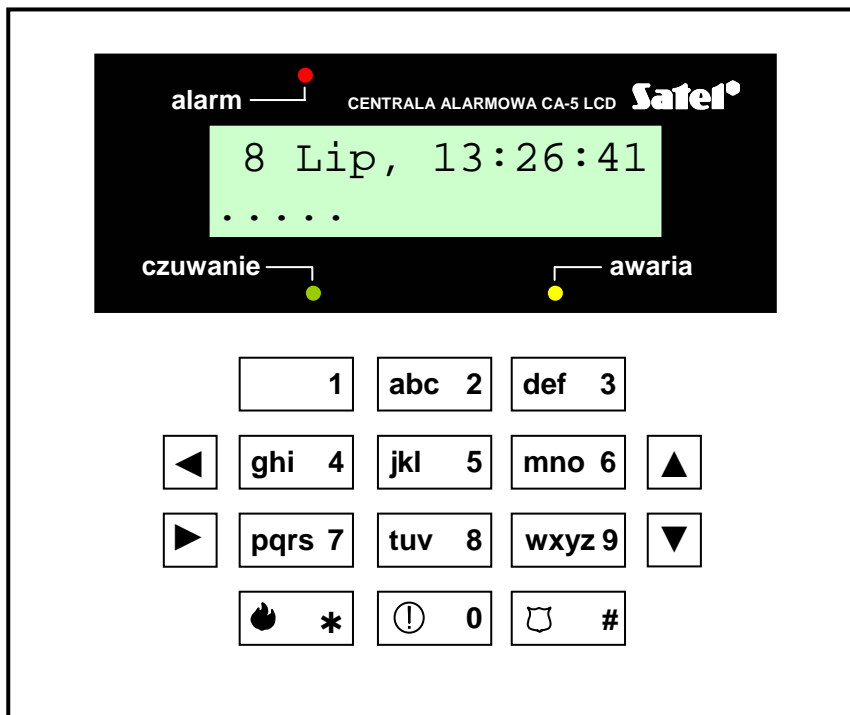 alarm
CENTRALA ALARMOWA CA-5 LCD Satel
8 Lip, 13:26:41
.....
czuwanie awaria
1 abc 2 def 3
ghi 4 jkl 5 mno 6
pqrs 7 tuv 8 wxyz 9
* 0 #